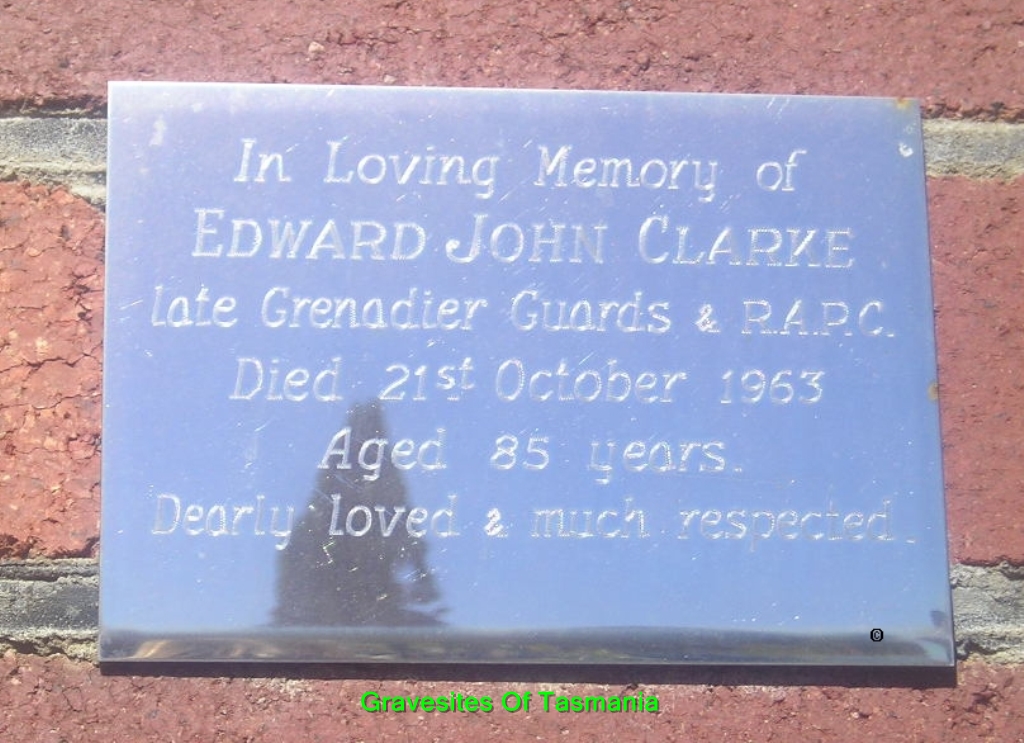 In Loving Memory of
EDWARD JOHN CLARKE
late Grenadier Guards & R.A.P.C.
Died 21st October 1963
Aged 85 years.
Dearly loved & much respected.
©
Gravesites Of Tasmania